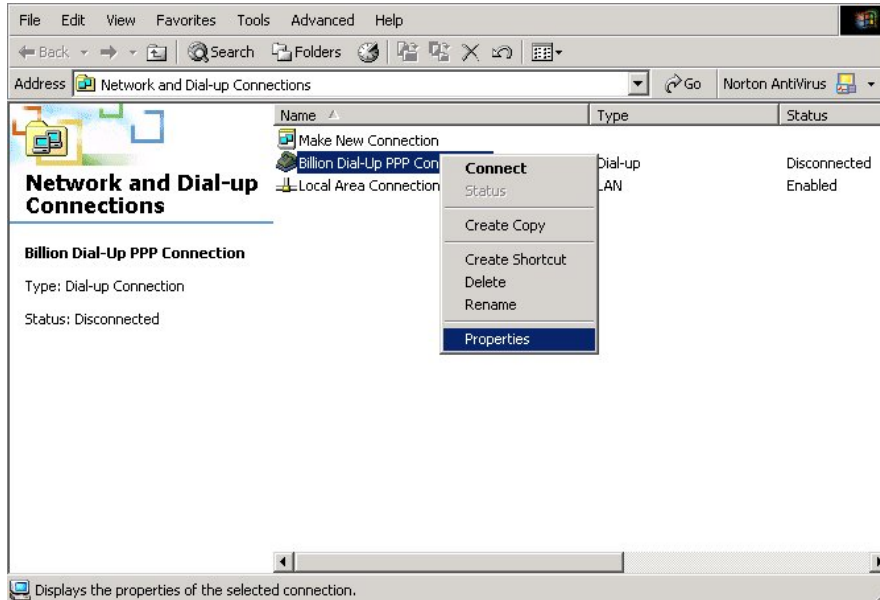 File Edit View Favorites Tools Advanced Help
Back Search Folders
Address Network and Dial-up Connections Go Norton AntiVirus
Name Type Status
Make New Connection
Billion Dial-Up PPP Con Dial-up Disconnected
Local Area Connection LAN Enabled
Network and Dial-up
Connections
Billion Dial-Up PPP Connection
Type: Dial-up Connection
Status: Disconnected
Connect
Status
Create Copy
Create Shortcut
Delete
Rename
Properties
Displays the properties of the selected connection.